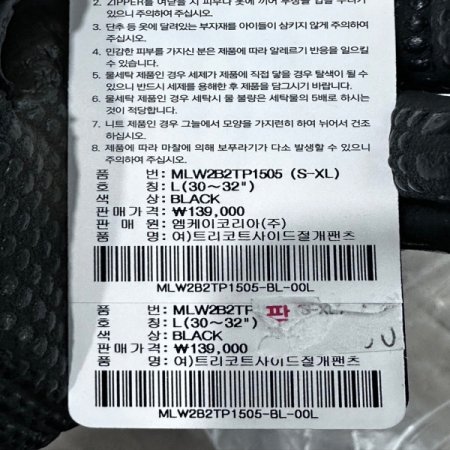 2. ZIPPER를 여닫을 시 피부나 옷에 끼어 부상을 입을 우려가
있으니 주의하여 주십시오.
3. 단추 등 옷에 달려있는 부자재를 아이들이 삼키지 않게 주의하여
주십시오.
4. 민감한 피부를 가지신 분은 제품에 따라 알레르기 반응을 일으킬
수 있습니다.
5. 물세탁 제품인 경우 세제가 제품에 직접 닿을 경우 탈색이 될 수
있으니 반드시 세제를 용해한 후 제품을 담그시기 바랍니다.
6. 물세탁 제품인 경우 세탁시 물 불량은 세탁물의 5배로 하시는
것이 적당합니다.
7. 니트 제품인 경우 그늘에서 모양을 가지런히 하여 뉘어서 건조
하십시오.
8. 제품에 따라 마찰에 의해 보푸라기가 다소 발생할 수 있습니다.
품 번: MLW2B2TP1505 (S-XL)
호 칭: L(30~32")
색 상: BLACK
판매가격: ₩139,000
판 매 원: 엠케이코리아(주)
품 명: 여)트리코트사이드절개팬츠
MLW2B2TP1505-BL-00L
품 번: MLW2B2TP 판 S-XL)
호 칭: L(30~32")
색 상: BLACK
판매가격: ₩139,000
품 명: 여)트리코트사이드절개팬츠
MLW2B2TP1505-BL-00L